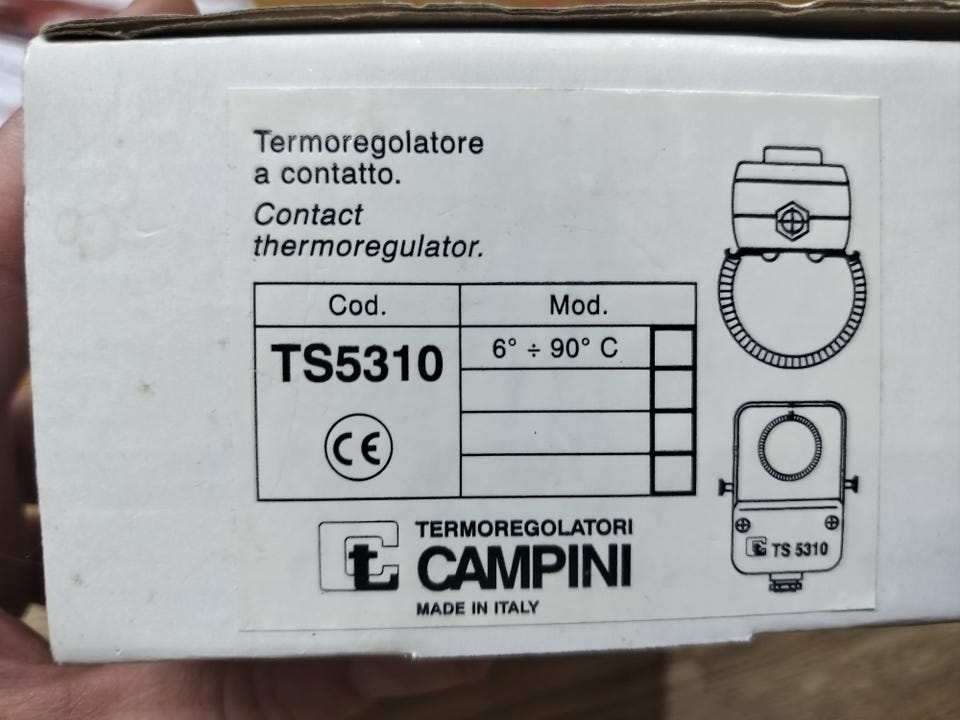 Termoregolatore
a contatto.
Contact
thermoregulator.
Cod.
Mod.
TS5310
6° ÷ 90° C
CE
TERMOREGOLATORI
CAMPINI
MADE IN ITALY
TS 5310